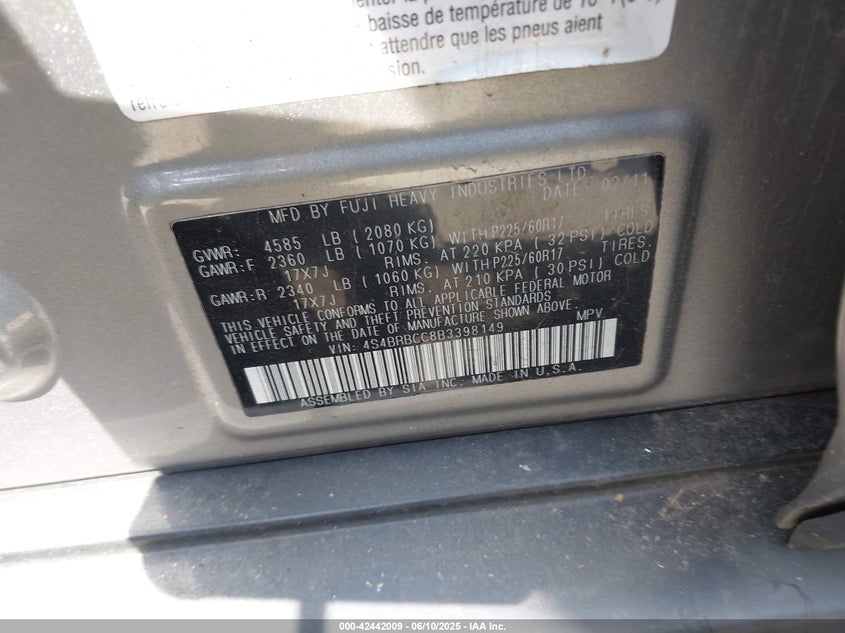 baisse de température de 10°
attendre que les pneus aient
sion.
MFD BY FUJI HEAVY INDUSTRIES LTD.
DATE: 02/11
GVWR: 4585 LB ( 2080 KG) TIRES.
GAWR:F 2360 LB ( 1070 KG) WITH P225/60R17
17X7J RIMS. AT 220 KPA ( 32 PSI) COLD
GAWR:R 2340 LB ( 1060 KG) WITH P225/60R17 TIRES.
17X7J RIMS. AT 210 KPA ( 30 PSI) COLD
THIS VEHICLE CONFORMS TO ALL APPLICABLE FEDERAL MOTOR
VEHICLE SAFETY AND THEFT PREVENTION STANDARDS
IN EFFECT ON THE DATE OF MANUFACTURE SHOWN ABOVE.
VIN: 4S4BRBCC8B3398149 MPV
ASSEMBLED BY SIA INC. MADE IN U.S.A.
000-42442009 - 06/10/2025 - IAA Inc.